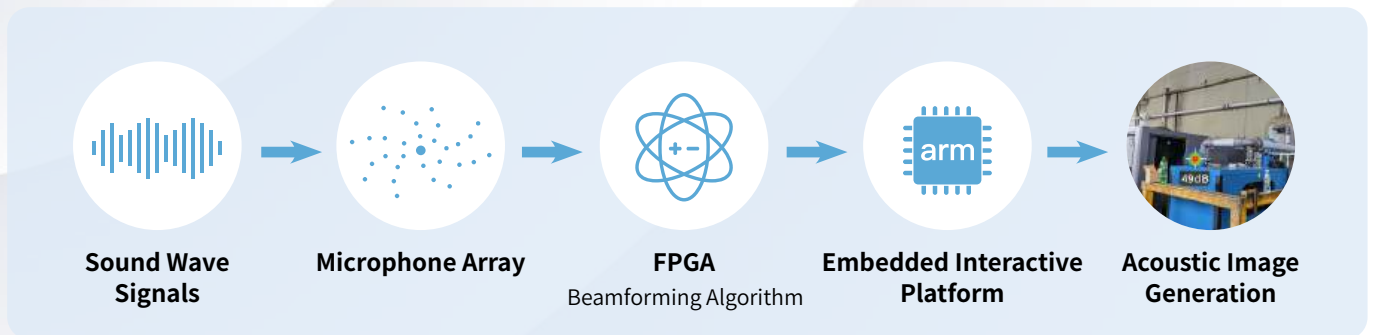 arm
49dB
Sound Wave
Signals
Microphone Array
FPGA
Beamforming Algorithm
Embedded Interactive
Platform
Acoustic Image
Generation